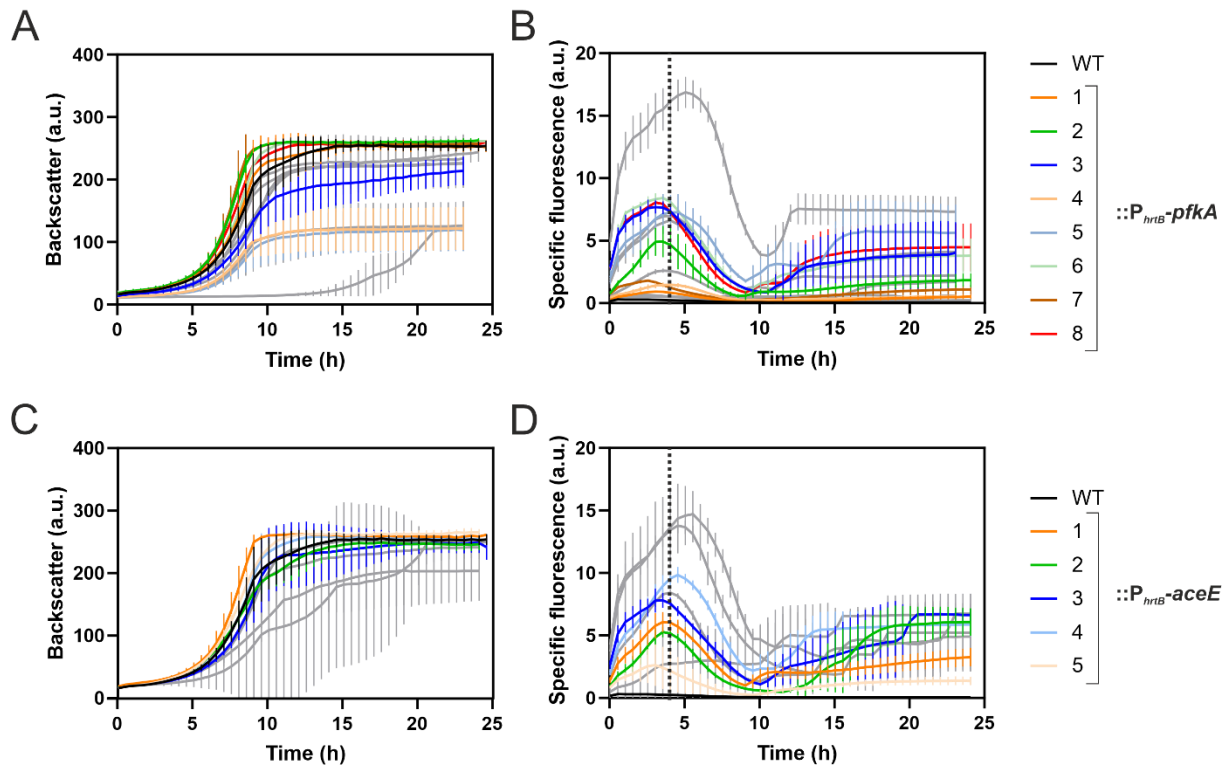 A
Backscatter (a.u.)
400
300
200
100
0
0 5 10 15 20 25
Time (h)
B
Specific fluorescence (a.u.)
20
15
10
5
0
0 5 10 15 20 25
Time (h)
WT
1
2
3
4
5
6
7
8
::PhrtB-pfkA
C
Backscatter (a.u.)
400
300
200
100
0
0 5 10 15 20 25
Time (h)
D
Specific fluorescence (a.u.)
20
15
10
5
0
0 5 10 15 20 25
Time (h)
WT
1
2
3
4
5
::PhrtB-aceE